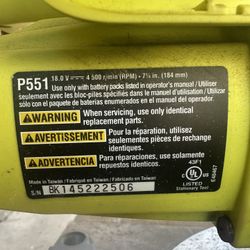 P551
18.0 V ⎓ 4 500 r/min (RPM) - 7¼ in. (184 mm)
Use only with battery packs listed in operator's manual / Utiliser
seulement avec les bloc-piles spécifiés dans le manuel d'utilisation /
Use sólo con el paquete de baterías enumerados en el manual del operador.
WARNING
When servicing, use only identical
replacement parts.
AVERTISSEMENT
Pour la réparation, utiliser
seulement des pièces de rechange
identiques.
ADVERTENCIA
Para reparaciones, use solamente
repuestos idénticos.
43F1
UL
LISTED
Stationary Tool
Made in Taiwan / Fabriqué en Taiwan / Hecho en Taiwan
S/N
BK145222506